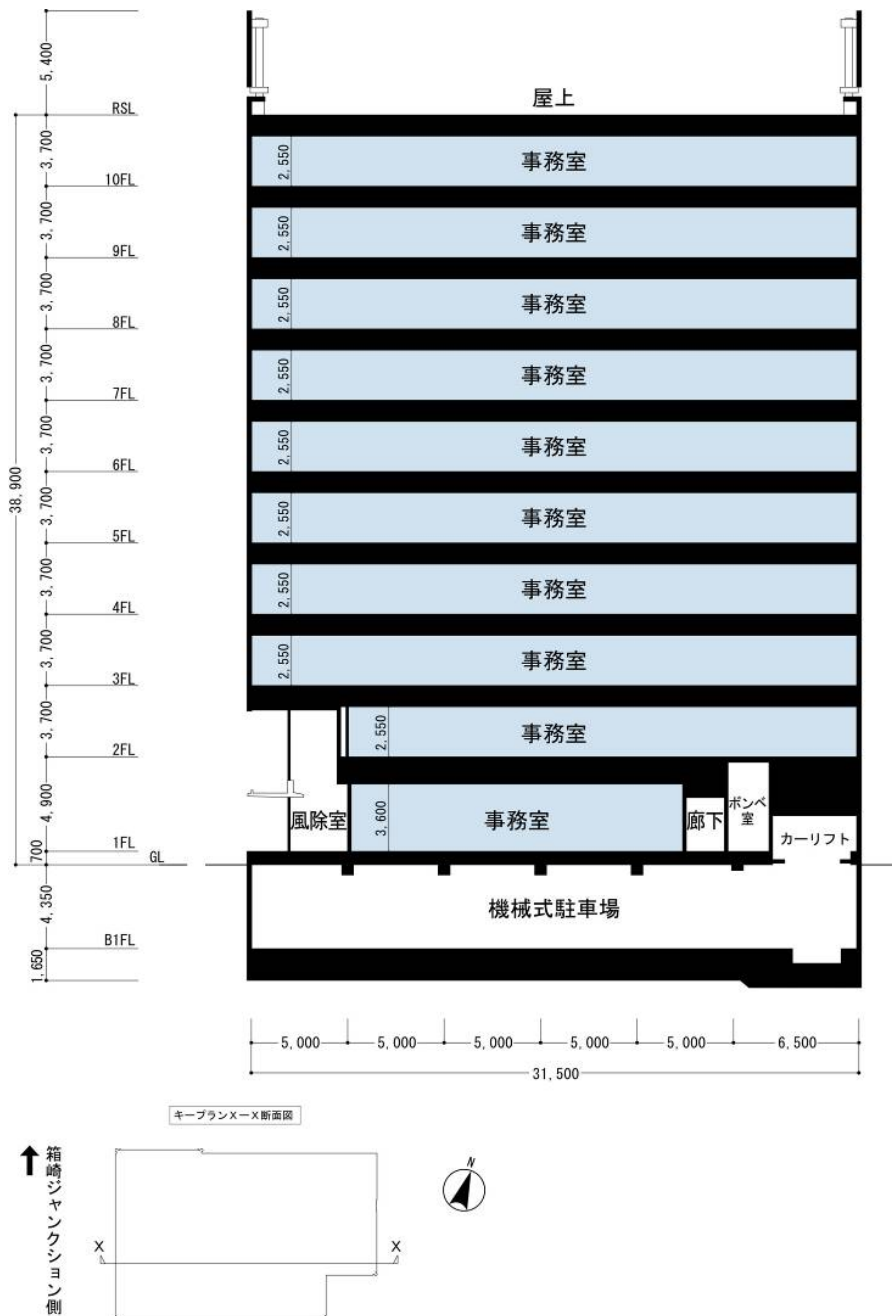 5,400
屋上
RSL
3,700
2,550
事務室
10FL
3,700
2,550
事務室
9FL
3,700
2,550
事務室
8FL
3,700
2,550
事務室
7FL
3,700
2,550
事務室
6FL
38,900
3,700
2,550
事務室
5FL
3,700
2,550
事務室
4FL
3,700
2,550
事務室
3FL
3,700
2,550
事務室
2FL
4,900
風除室
3,600
事務室
廊下
ボンベ
室
カーリフト
1FL
700
GL
4,350
機械式駐車場
B1FL
1,650
5,000
5,000
5,000
5,000
5,000
6,500
31,500
キープランX－X断面図
箱崎ジャンクション側
N
X
X